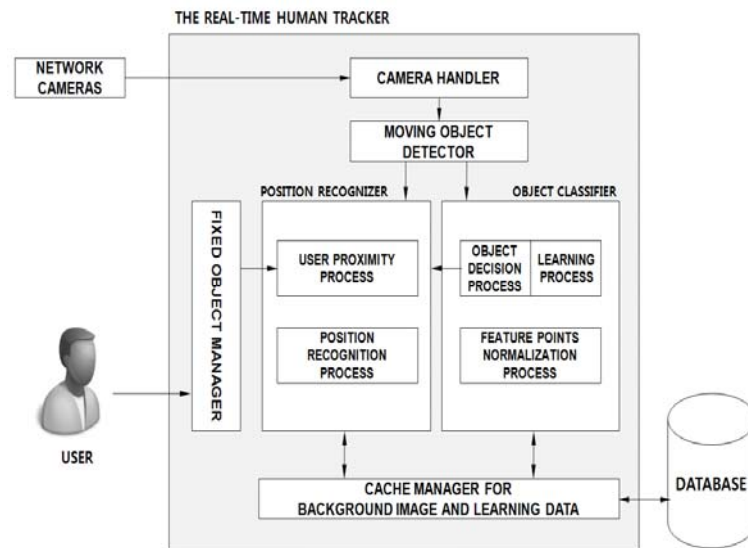 THE REAL-TIME HUMAN TRACKER
NETWORK
CAMERAS
CAMERA HANDLER
MOVING OBJECT
DETECTOR
POSITION RECOGNIZER
OBJECT CLASSIFIER
FIXED OBJECT MANAGER
USER PROXIMITY
PROCESS
OBJECT
DECISION
PROCESS
LEARNING
PROCESS
POSITION
RECOGNITION
PROCESS
FEATURE POINTS
NORMALIZATION
PROCESS
USER
CACHE MANAGER FOR
BACKGROUND IMAGE AND LEARNING DATA
DATABASE